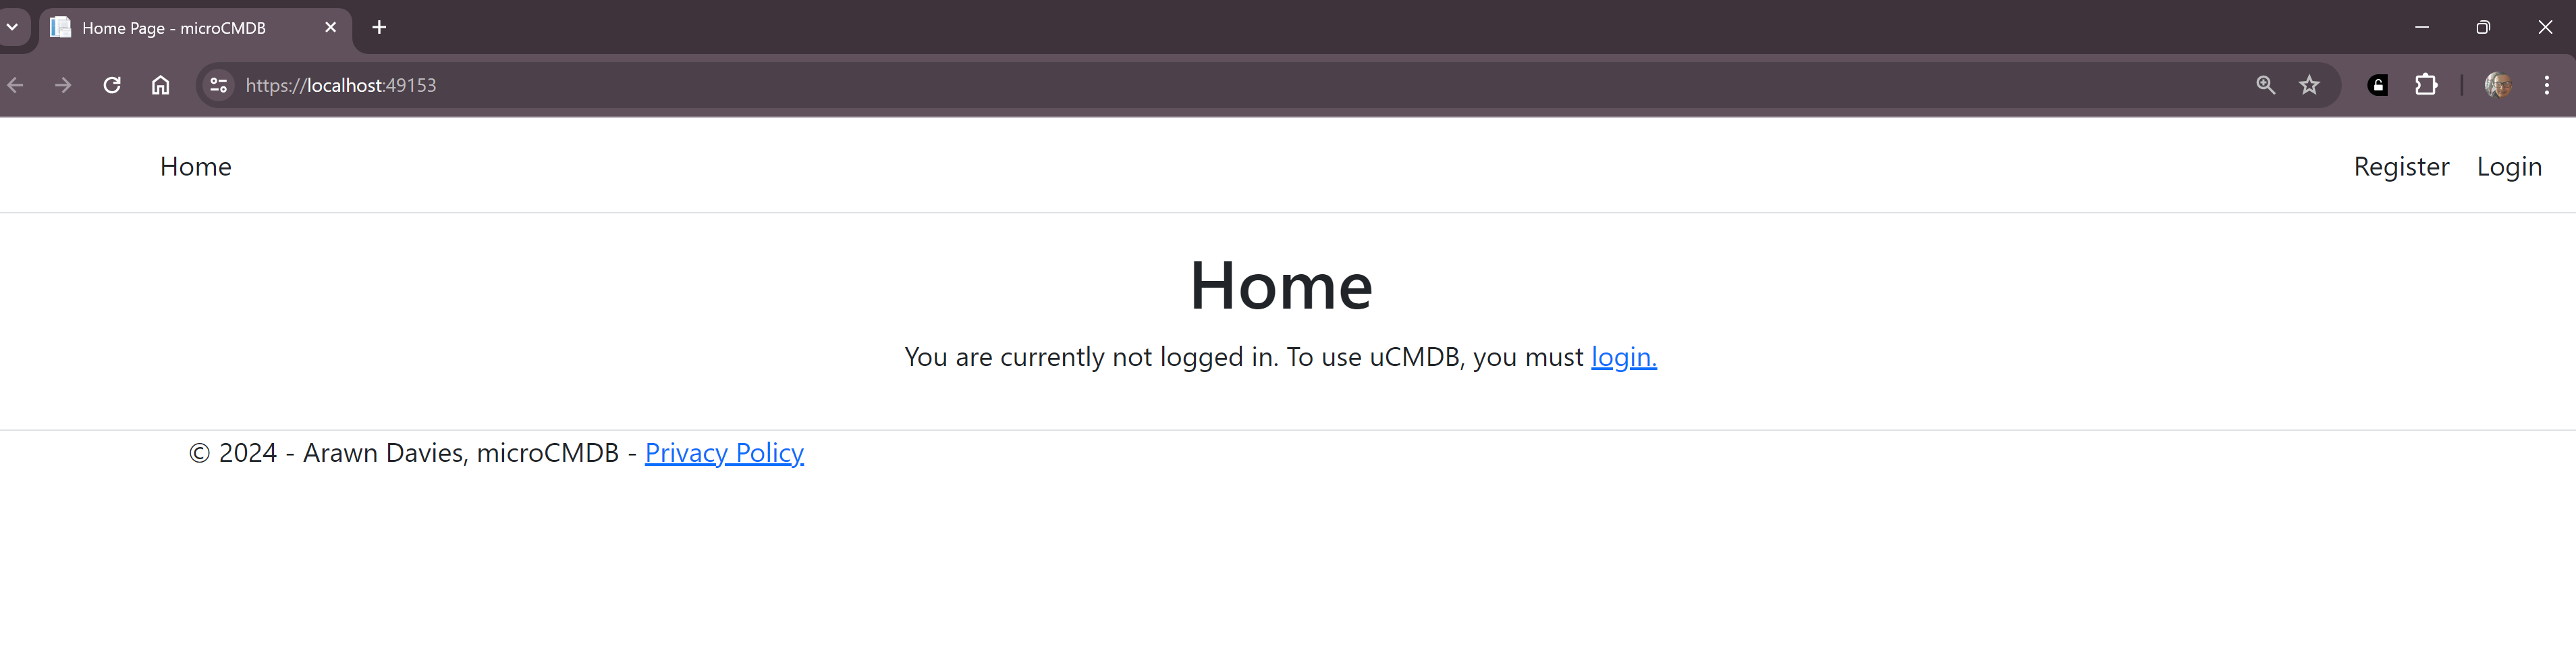 Home Page - microCMDB
https://localhost:49153
Home Register Login
Home
You are currently not logged in. To use uCMDB, you must login.
© 2024 - Arawn Davies, microCMDB - Privacy Policy